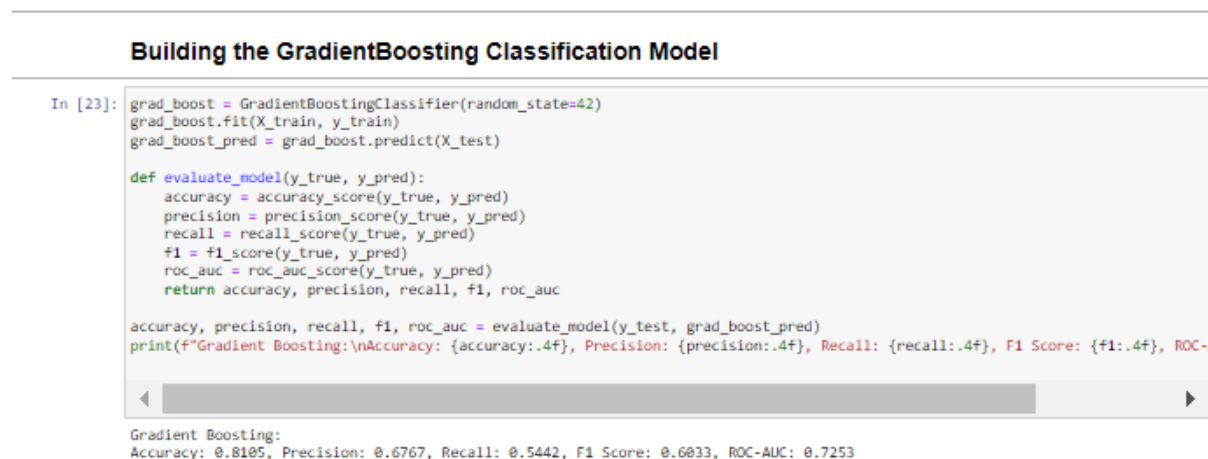 Building the GradientBoosting Classification Model
In [23]: grad_boost = GradientBoostingClassifier(random_state=42)
grad_boost.fit(X_train, y_train)
grad_boost_pred = grad_boost.predict(X_test)
def evaluate_model(y_true, y_pred):
    accuracy = accuracy_score(y_true, y_pred)
    precision = precision_score(y_true, y_pred)
    recall = recall_score(y_true, y_pred)
    f1 = f1_score(y_true, y_pred)
    roc_auc = roc_auc_score(y_true, y_pred)
    return accuracy, precision, recall, f1, roc_auc
accuracy, precision, recall, f1, roc_auc = evaluate_model(y_test, grad_boost_pred)
print(f"Gradient Boosting:\nAccuracy: {accuracy:.4f}, Precision: {precision:.4f}, Recall: {recall:.4f}, F1 Score: {f1:.4f}, ROC-
Gradient Boosting:
Accuracy: 0.8105, Precision: 0.6767, Recall: 0.5442, F1 Score: 0.6033, ROC-AUC: 0.7253